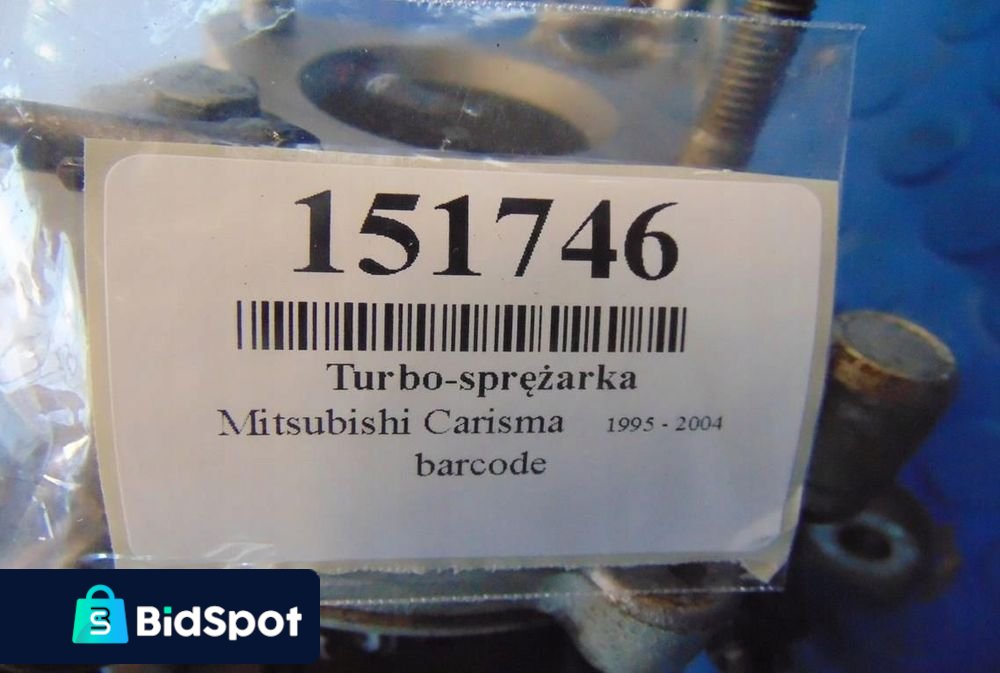 151746
Turbo-sprężarka
Mitsubishi Carisma 1995 - 2004
barcode
BidSpot